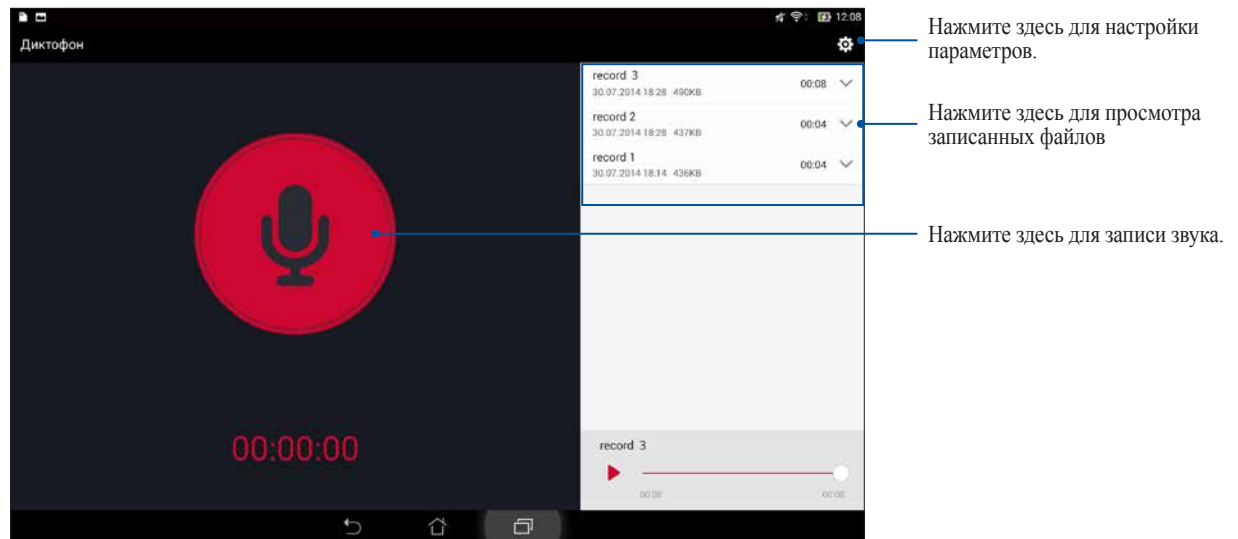 12:08
Диктофон
record 3
00:08
30.07.2014 18:28 490KB
record 2
00:04
30.07.2014 18:28 437KB
record 1
00:04
30.07.2014 18:14 436KB
00:00:00
record 3
00:08
00:08
Нажмите здесь для настройки
параметров.
Нажмите здесь для просмотра
записанных файлов
Нажмите здесь для записи звука.